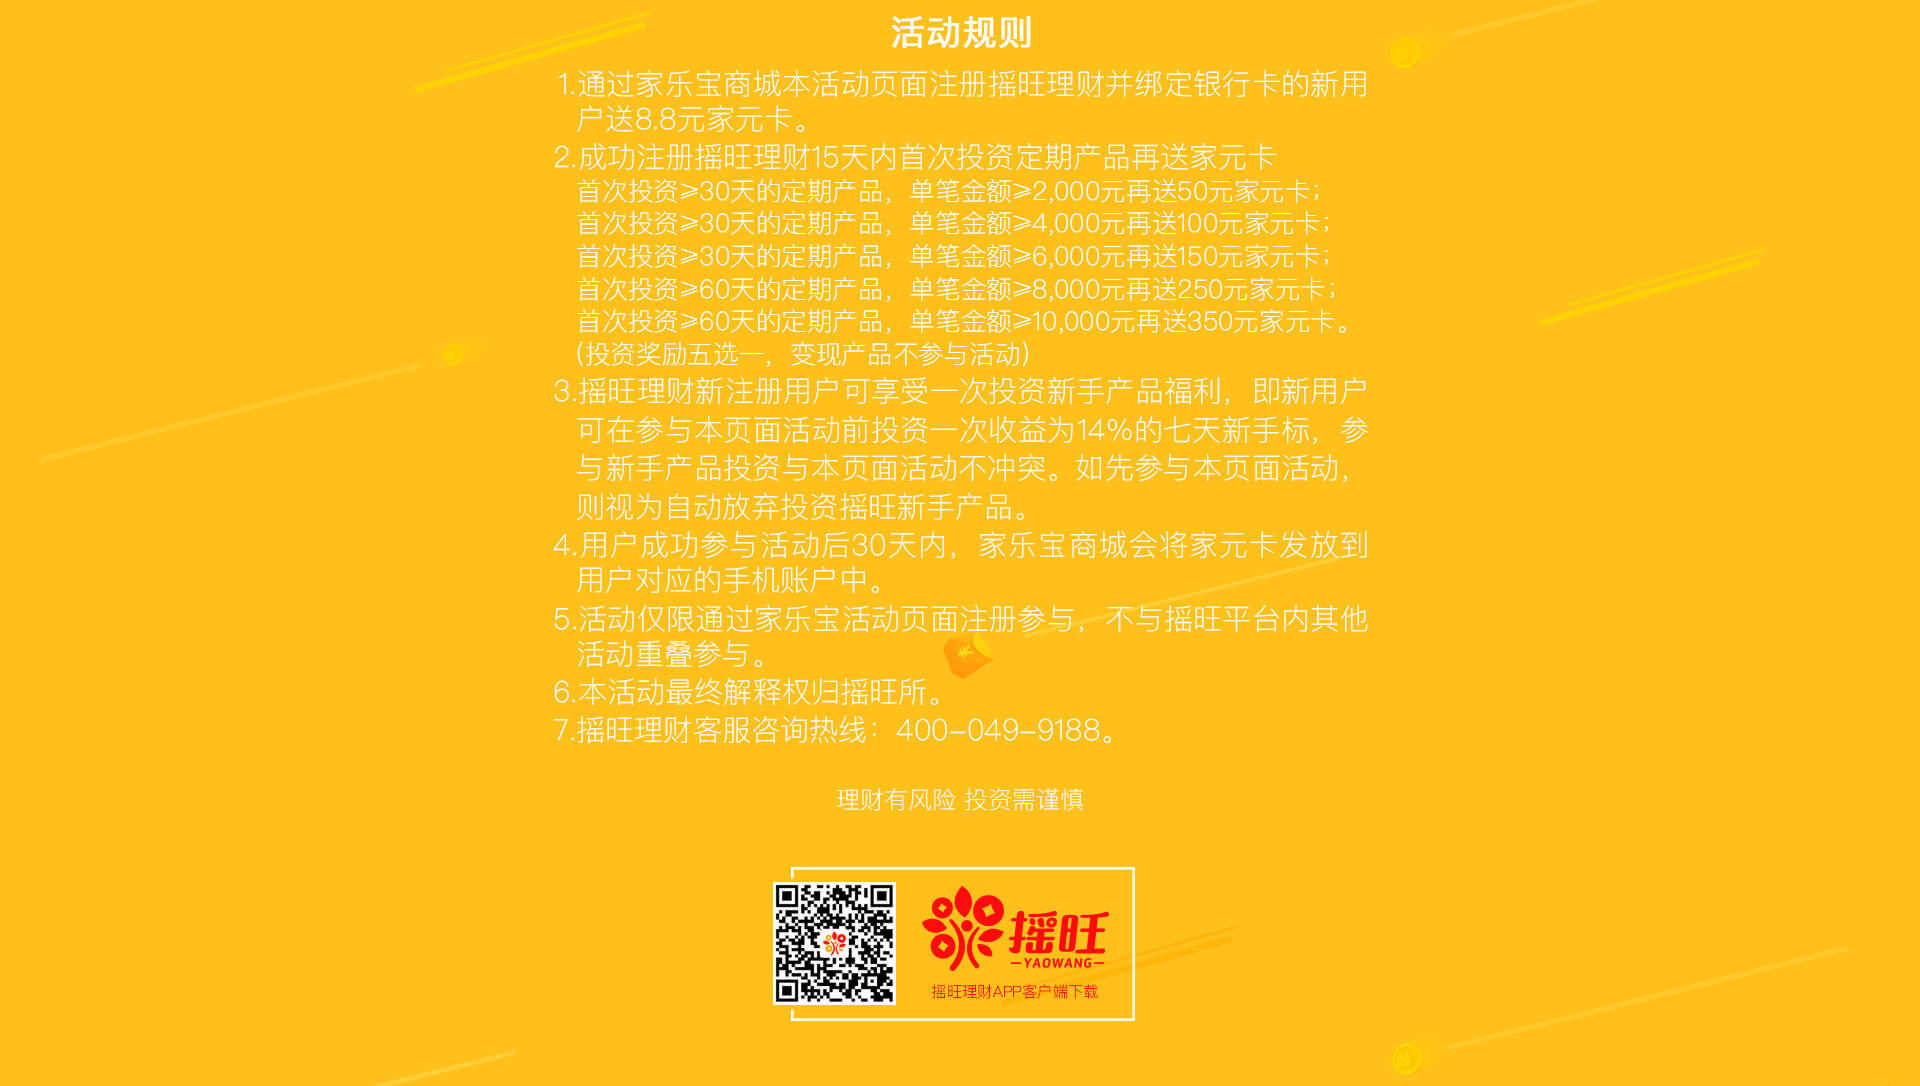 活动规则
1.通过家乐宝商城本活动页面注册摇旺理财并绑定银行卡的新用
户送8.8元家元卡。
2.成功注册摇旺理财15天内首次投资定期产品再送家元卡
首次投资≥30天的定期产品，单笔金额≥2,000元再送50元家元卡；
首次投资≥30天的定期产品，单笔金额≥4,000元再送100元家元卡；
首次投资≥30天的定期产品，单笔金额≥6,000元再送150元家元卡；
首次投资≥60天的定期产品，单笔金额≥8,000元再送250元家元卡；
首次投资≥60天的定期产品，单笔金额≥10,000元再送350元家元卡。
(投资奖励五选一，变现产品不参与活动)
3.摇旺理财新注册用户可享受一次投资新手产品福利，即新用户
可在参与本页面活动前投资一次收益为14%的七天新手标，参
与新手产品投资与本页面活动不冲突。如先参与本页面活动，
则视为自动放弃投资摇旺新手产品。
4.用户成功参与活动后30天内，家乐宝商城会将家元卡发放到
用户对应的手机账户中。
5.活动仅限通过家乐宝活动页面注册参与，不与摇旺平台内其他
活动重叠参与。
6.本活动最终解释权归摇旺所。
7.摇旺理财客服咨询热线：400-049-9188。
理财有风险 投资需谨慎
摇旺
YAOWANG
摇旺理财APP客户端下载